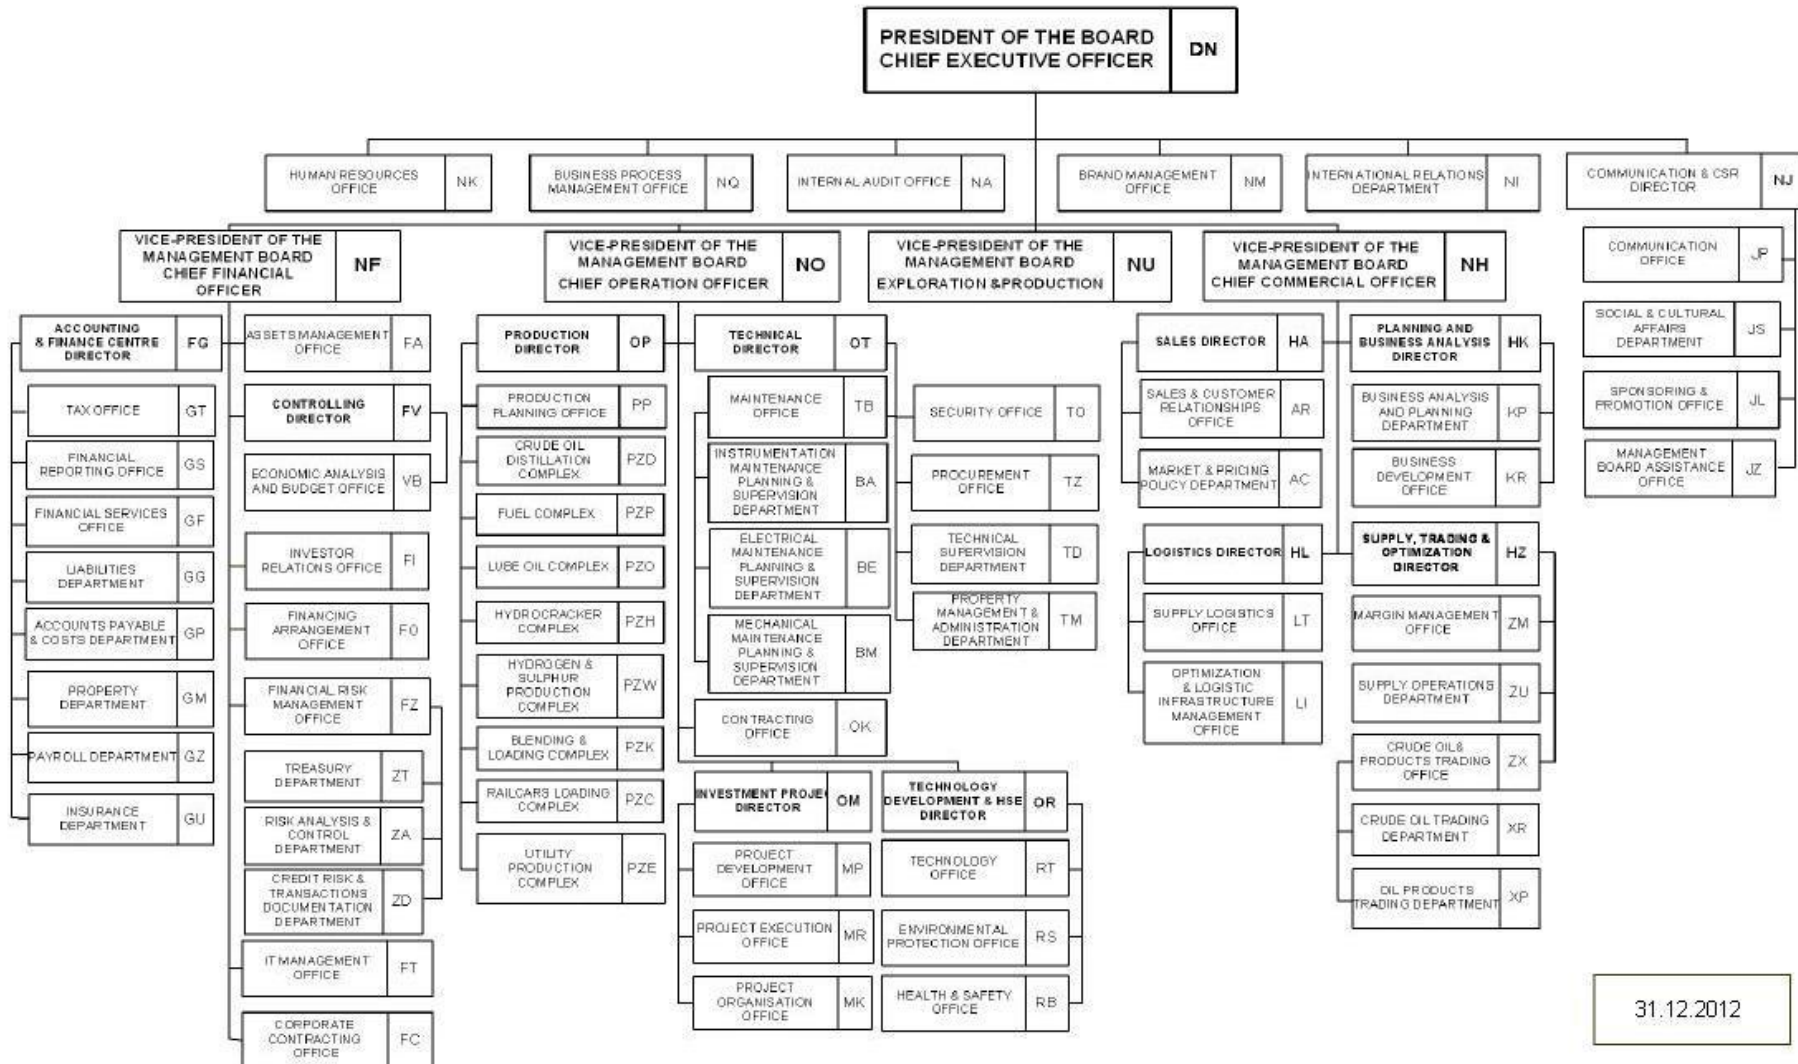 PRESIDENT OF THE BOARD
CHIEF EXECUTIVE OFFICER
DN
HUMAN RESOURCES
OFFICE
NK
BUSINESS PROCESS
MANAGEMENT OFFICE
NQ
INTERNAL AUDIT OFFICE
NA
BRAND MANAGEMENT
OFFICE
NM
INTERNATIONAL RELATIONS
DEPARTMENT
NI
COMMUNICATION & CSR
DIRECTOR
NJ
COMMUNICATION
OFFICE
JP
SOCIAL & CULTURAL
AFFAIRS
DEPARTMENT
JS
SPONSORING &
PROMOTION OFFICE
JL
MANAGEMENT
BOARD ASSISTANCE
OFFICE
JZ
VICE-PRESIDENT OF THE
MANAGEMENT BOARD
CHIEF FINANCIAL
OFFICER
NF
VICE-PRESIDENT OF THE
MANAGEMENT BOARD
CHIEF OPERATION OFFICER
NO
VICE-PRESIDENT OF THE
MANAGEMENT BOARD
EXPLORATION &PRODUCTION
NU
VICE-PRESIDENT OF THE
MANAGEMENT BOARD
CHIEF COMMERCIAL OFFICER
NH
ACCOUNTING
& FINANCE CENTRE
DIRECTOR
FG
TAX OFFICE
GT
FINANCIAL
REPORTING OFFICE
GS
FINANCIAL SERVICES
OFFICE
GF
LIABILITIES
DEPARTMENT
GG
ACCOUNTS PAYABLE
& COSTS DEPARTMENT
GP
PROPERTY
DEPARTMENT
GM
PAYROLL DEPARTMENT
GZ
INSURANCE
DEPARTMENT
GU
ASSETS MANAGEMENT
OFFICE
FA
CONTROLLING
DIRECTOR
FV
ECONOMIC ANALYSIS
AND BUDGET OFFICE
VB
INVESTOR
RELATIONS OFFICE
FI
FINANCING
ARRANGEMENT
OFFICE
FO
FINANCIAL RISK
MANAGEMENT
OFFICE
FZ
TREASURY
DEPARTMENT
ZT
RISK ANALYSIS &
CONTROL
DEPARTMENT
ZA
CREDIT RISK &
TRANSACTIONS
DOCUMENTATION
DEPARTMENT
ZD
IT MANAGEMENT
OFFICE
FT
CORPORATE
CONTRACTING
OFFICE
FC
PRODUCTION
DIRECTOR
OP
PRODUCTION
PLANNING OFFICE
PP
CRUDE OIL
DISTILLATION
COMPLEX
PZD
FUEL COMPLEX
PZP
LUBE OIL COMPLEX
PZO
HYDROCRACKER
COMPLEX
PZH
HYDROGEN &
SULPHUR
PRODUCTION
COMPLEX
PZW
BLENDING &
LOADING COMPLEX
PZK
RAILCARS LOADING
COMPLEX
PZC
UTILITY
PRODUCTION
COMPLEX
PZE
TECHNICAL
DIRECTOR
OT
MAINTENANCE
OFFICE
TB
INSTRUMENTATION
MAINTENANCE
PLANNING &
SUPERVISION
DEPARTMENT
BA
ELECTRICAL
MAINTENANCE
PLANNING &
SUPERVISION
DEPARTMENT
BE
MECHANICAL
MAINTENANCE
PLANNING &
SUPERVISION
DEPARTMENT
BM
CONTRACTING
OFFICE
OK
SECURITY OFFICE
TO
PROCUREMENT
OFFICE
TZ
TECHNICAL
SUPERVISION
DEPARTMENT
TD
PROPERTY
MANAGEMENT &
ADMINISTRATION
DEPARTMENT
TM
INVESTMENT PROJE
DIRECTOR
OM
PROJECT
DEVELOPMENT
OFFICE
MP
PROJECT EXECUTION
OFFICE
MR
PROJECT
ORGANISATION
OFFICE
MK
TECHNOLOGY
DEVELOPMENT & HSE
DIRECTOR
OR
TECHNOLOGY
OFFICE
RT
ENVIRONMENTAL
PROTECTION OFFICE
RS
HEALTH & SAFETY
OFFICE
RB
SALES DIRECTOR
HA
SALES & CUSTOMER
RELATIONSHIPS
OFFICE
AR
MARKET & PRICING
POLICY DEPARTMENT
AC
LOGISTICS DIRECTOR
HL
SUPPLY LOGISTICS
OFFICE
LT
OPTIMIZATION
& LOGISTIC
INFRASTRUCTURE
MANAGEMENT
OFFICE
LI
PLANNING AND
BUSINESS ANALYSIS
DIRECTOR
HK
BUSINESS ANALYSIS
AND PLANNING
DEPARTMENT
KP
BUSINESS
DEVELOPMENT
OFFICE
KR
SUPPLY, TRADING &
OPTIMIZATION
DIRECTOR
HZ
MARGIN MANAGEMENT
OFFICE
ZM
SUPPLY OPERATIONS
DEPARTMENT
ZU
CRUDE OIL&
PRODUCTS TRADING
OFFICE
ZX
CRUDE OIL TRADING
DEPARTMENT
XR
OIL PRODUCTS
TRADING DEPARTMENT
XP
31.12.2012